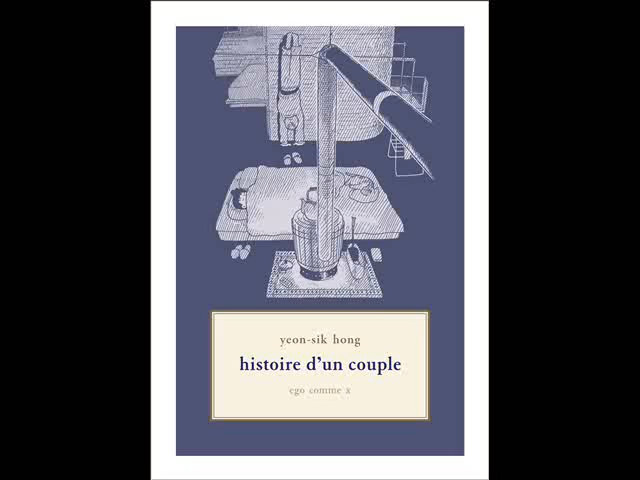 yeon-sik hong
histoire d'un couple
ego comme x